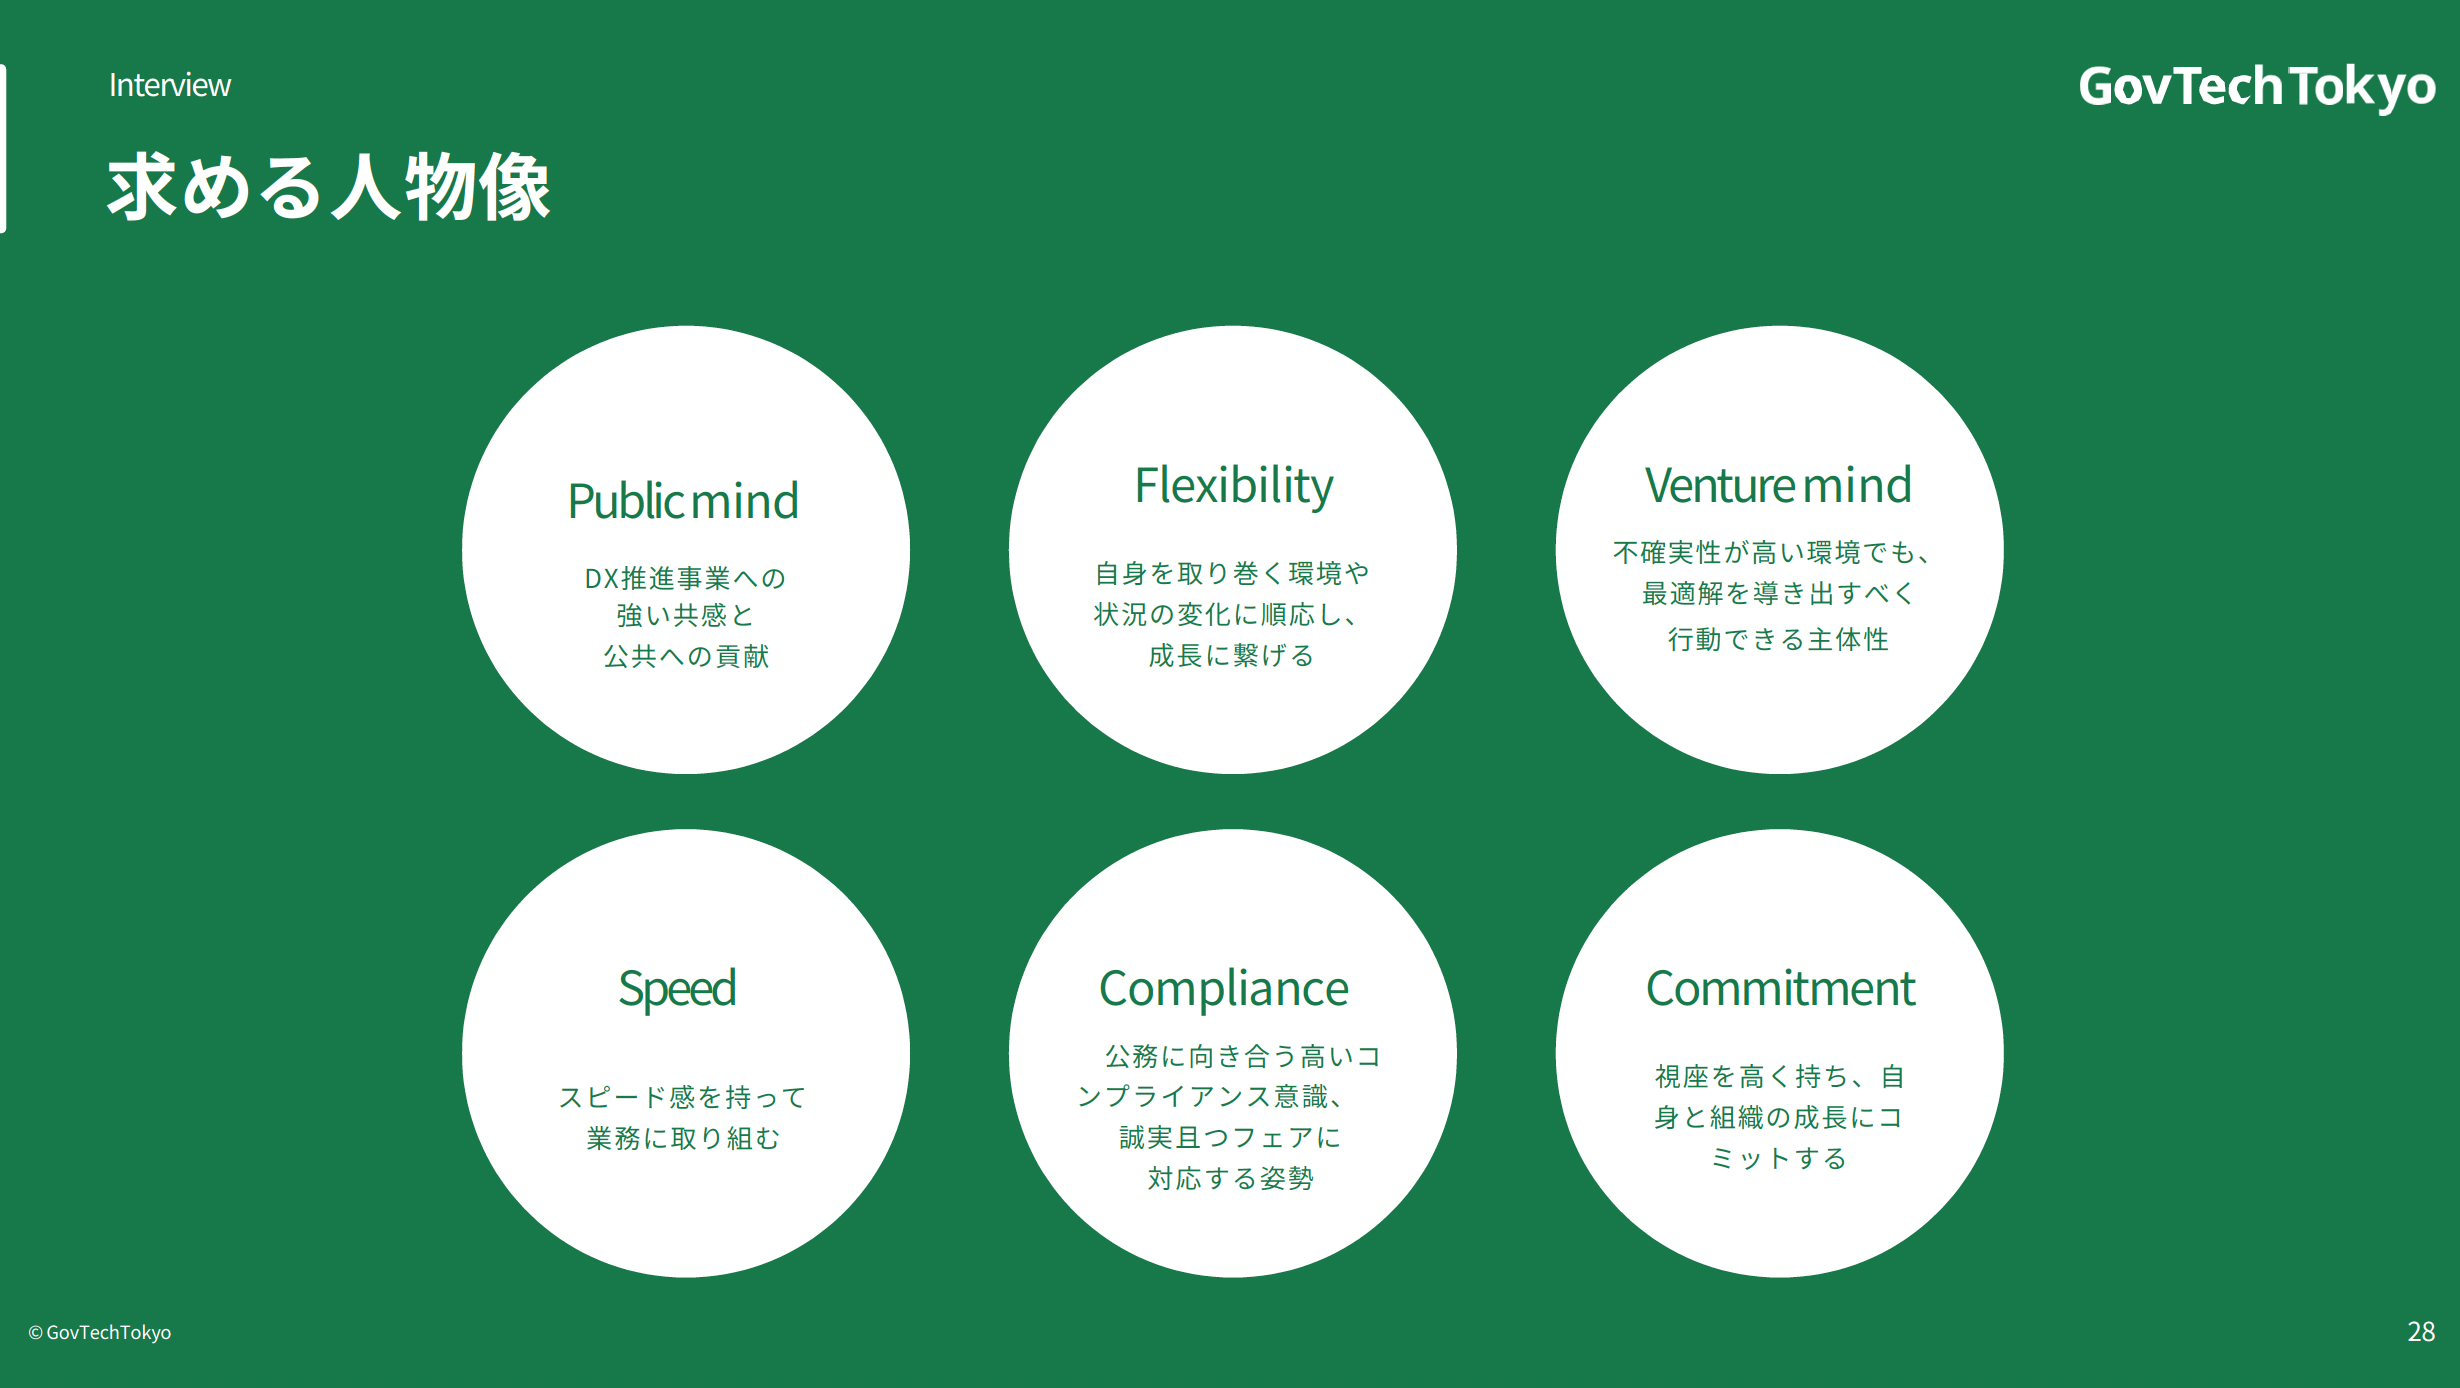 Interview
GovTechTokyo
求める人物像
Public mind
DX推進事業への
強い共感と
公共への貢献
Flexibility
自身を取り巻く環境や
状況の変化に順応し、
成長に繋げる
Venture mind
不確実性が高い環境でも、
最適解を導き出すべく
行動できる主体性
Speed
スピード感を持って
業務に取り組む
Compliance
公務に向き合う高いコ
ンプライアンス意識、
誠実且つフェアに
対応する姿勢
Commitment
視座を高く持ち、自
身と組織の成長にコ
ミットする
© GovTechTokyo
28